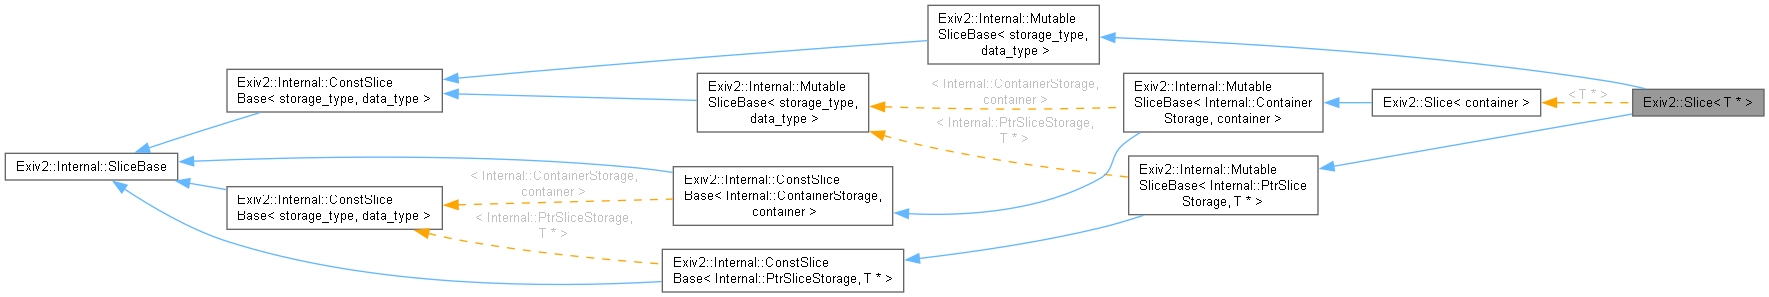 Exiv2::Internal::Mutable
SliceBase< storage_type,
data_type >
Exiv2::Internal::ConstSlice
Base< storage_type, data_type >
Exiv2::Internal::Mutable
SliceBase< storage_type,
data_type >
< Internal::ContainerStorage,
container >
Exiv2::Internal::Mutable
SliceBase< Internal::Container
Storage, container >
Exiv2::Slice< container >
< T * >
Exiv2::Slice< T * >
< Internal::PtrSliceStorage,
T * >
Exiv2::Internal::SliceBase
Exiv2::Internal::Mutable
SliceBase< Internal::PtrSlice
Storage, T * >
Exiv2::Internal::ConstSlice
Base< storage_type, data_type >
< Internal::ContainerStorage,
container >
Exiv2::Internal::ConstSlice
Base< Internal::ContainerStorage,
container >
< Internal::PtrSliceStorage,
T * >
Exiv2::Internal::ConstSlice
Base< Internal::PtrSliceStorage, T * >